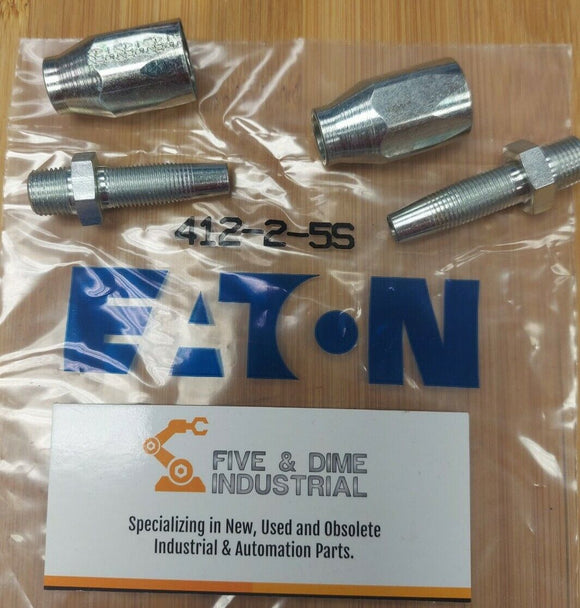 412-2-5S
EATON
FIVE & DIME
INDUSTRIAL
Specializing in New, Used and Obsolete
Industrial & Automation Parts.